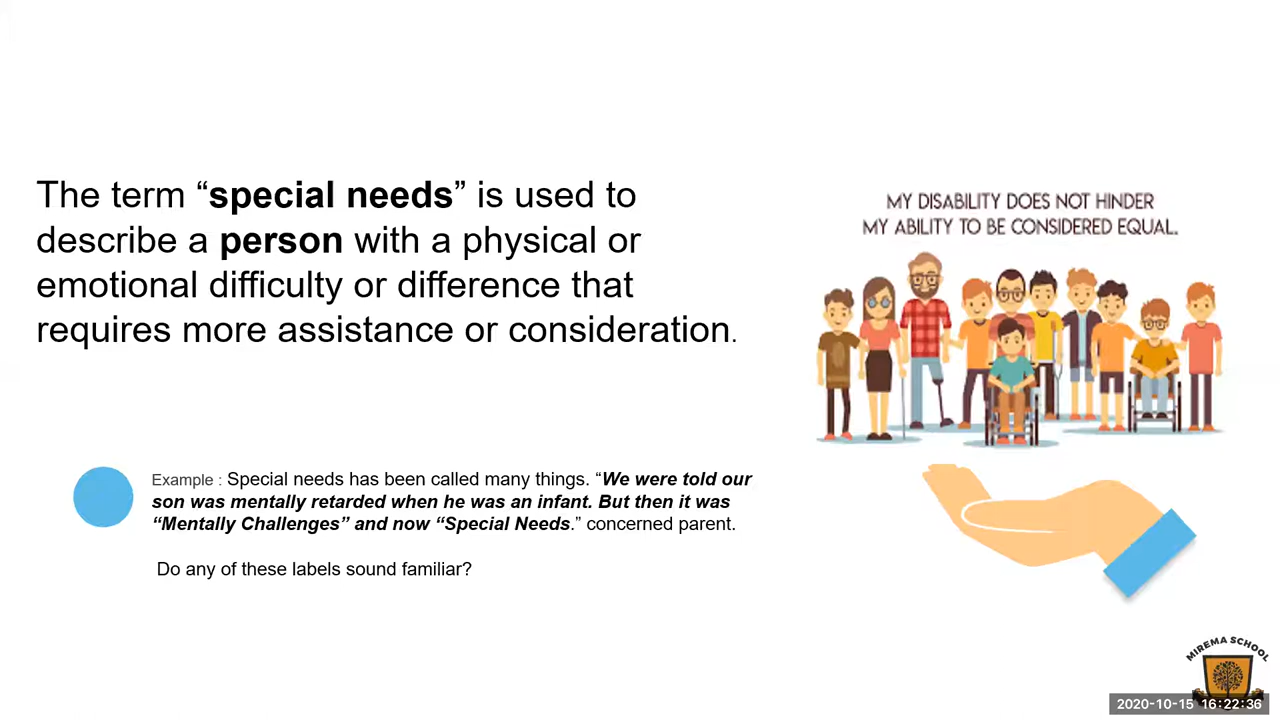 The term “special needs” is used to
describe a person with a physical or
emotional difficulty or difference that
requires more assistance or consideration.
MY DISABILITY DOES NOT HINDER
MY ABILITY TO BE CONSIDERED EQUAL.
Example : Special needs has been called many things. “We were told our
son was mentally retarded when he was an infant. But then it was
“Mentally Challenges” and now “Special Needs.” concerned parent.
Do any of these labels sound familiar?
MIREMA SCHOOL
2020-10-15 16:22:36